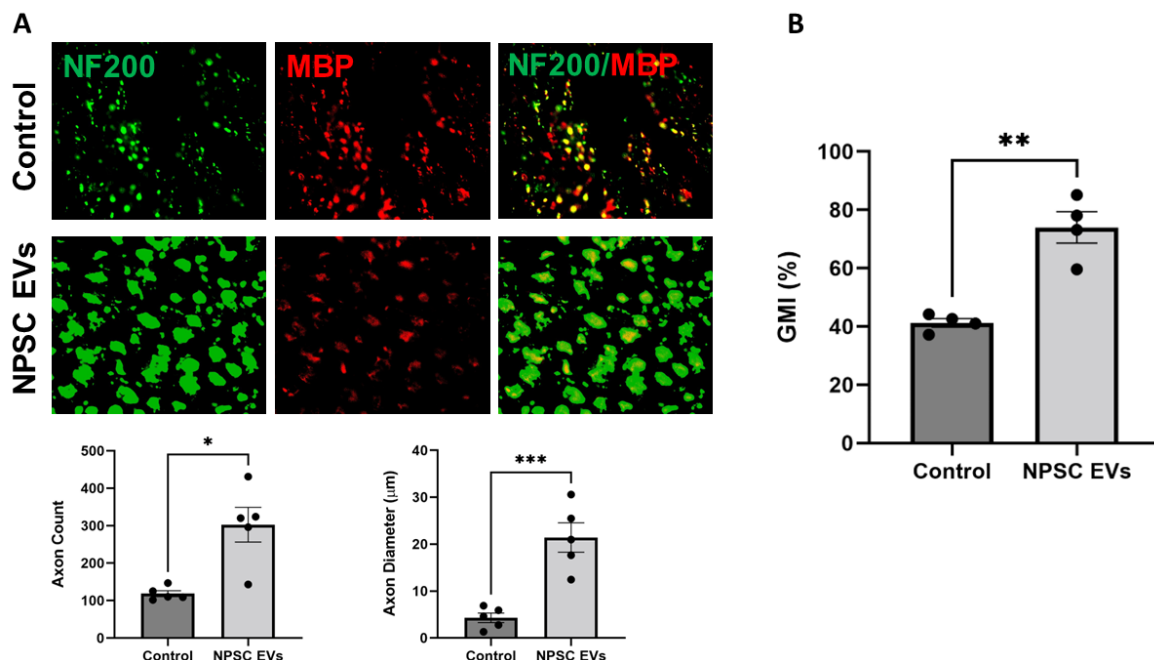 A
B
NF200
MBP
NF200/MBP
Control
NPSC EVs
500
400
300
200
100
0
Axon Count
*
Control
NPSC EVs
40
30
20
10
0
Axon Diameter (μm)
***
Control
NPSC EVs
100
80
60
40
20
0
GMI (%)
**
Control
NPSC EVs